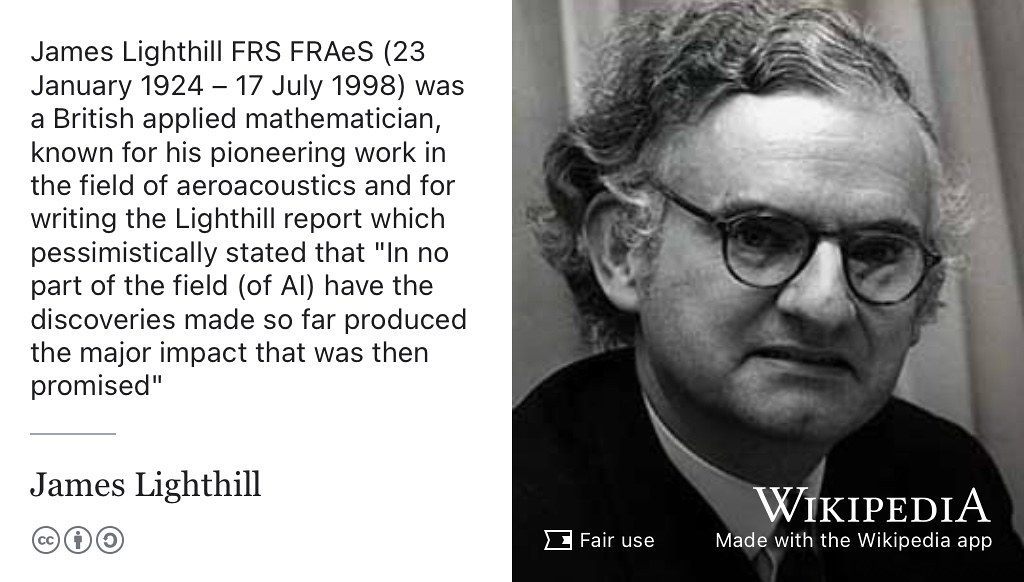 James Lighthill FRS FRAeS (23
January 1924 – 17 July 1998) was
a British applied mathematician,
known for his pioneering work in
the field of aeroacoustics and for
writing the Lighthill report which
pessimistically stated that "In no
part of the field (of AI) have the
discoveries made so far produced
the major impact that was then
promised"
James Lighthill
cc
WIKIPEDIA
Fair use
Made with the Wikipedia app